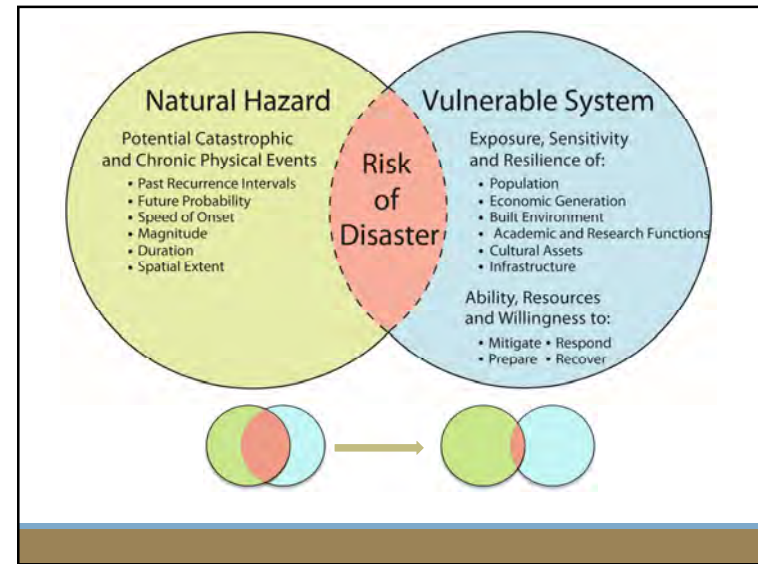 Natural Hazard
Potential Catastrophic
and Chronic Physical Events
• Past Recurrence Intervals
• Future Probability
• Speed of Onset
• Magnitude
• Duration
• Spatial Extent
Risk
of
Disaster
Vulnerable System
Exposure, Sensitivity
and Resilience of:
• Population
• Economic Generation
• Built Environment
• Academic and Research Functions
• Cultural Assets
• Infrastructure
Ability, Resources
and Willingness to:
• Mitigate • Respond
• Prepare • Recover